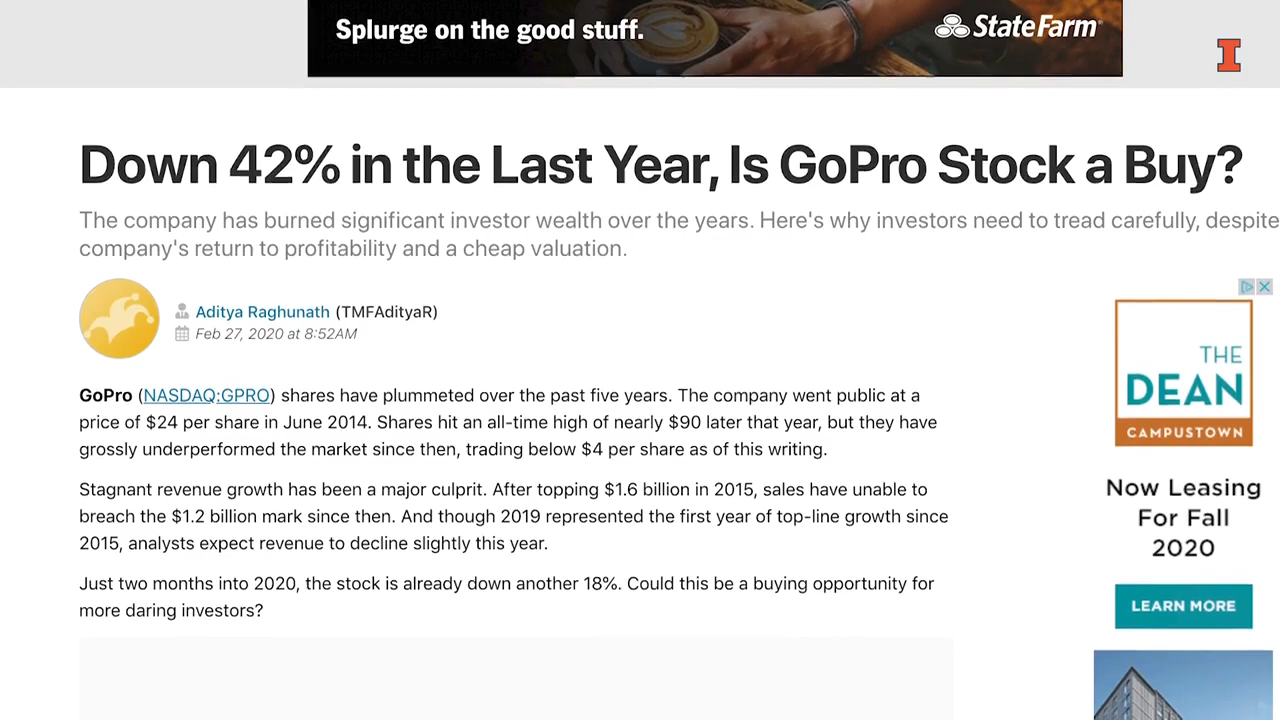 Splurge on the good stuff.
StateFarm
I
Down 42% in the Last Year, Is GoPro Stock a Buy?
The company has burned significant investor wealth over the years. Here's why investors need to tread carefully, despite
company's return to profitability and a cheap valuation.
Aditya Raghunath (TMFAdityaR)
Feb 27, 2020 at 8:52AM
GoPro (NASDAQ:GPRO) shares have plummeted over the past five years. The company went public at a
price of $24 per share in June 2014. Shares hit an all-time high of nearly $90 later that year, but they have
grossly underperformed the market since then, trading below $4 per share as of this writing.
Stagnant revenue growth has been a major culprit. After topping $1.6 billion in 2015, sales have unable to
breach the $1.2 billion mark since then. And though 2019 represented the first year of top-line growth since
2015, analysts expect revenue to decline slightly this year.
Just two months into 2020, the stock is already down another 18%. Could this be a buying opportunity for
more daring investors?
THE
DEAN
CAMPUSTOWN
Now Leasing
For Fall
2020
LEARN MORE